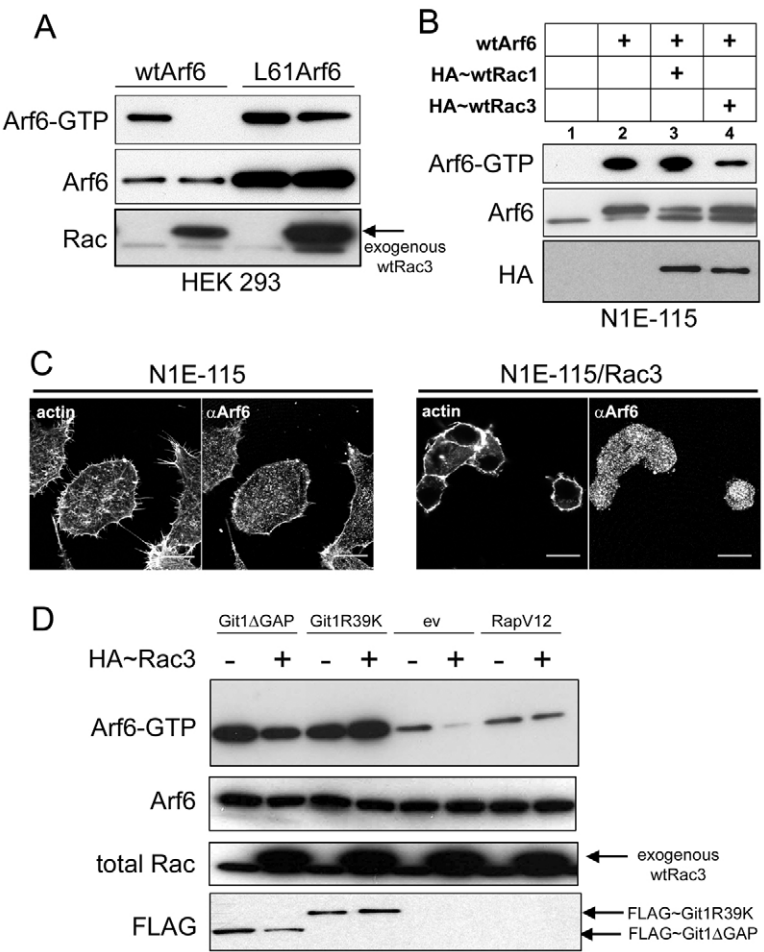 A
wtArf6 L61Arf6
Arf6-GTP
Arf6
Rac
exogenous
wtRac3
HEK 293
B
wtArf6 + + +
HA~wtRac1 +
HA~wtRac3 +
1 2 3 4
Arf6-GTP
Arf6
HA
N1E-115
C
N1E-115 N1E-115/Rac3
actin αArf6 actin αArf6
D
Git1ΔGAP Git1R39K ev RapV12
HA~Rac3 - + - + - + - +
Arf6-GTP
Arf6
total Rac
exogenous
wtRac3
FLAG
FLAG~Git1R39K
FLAG~Git1ΔGAP